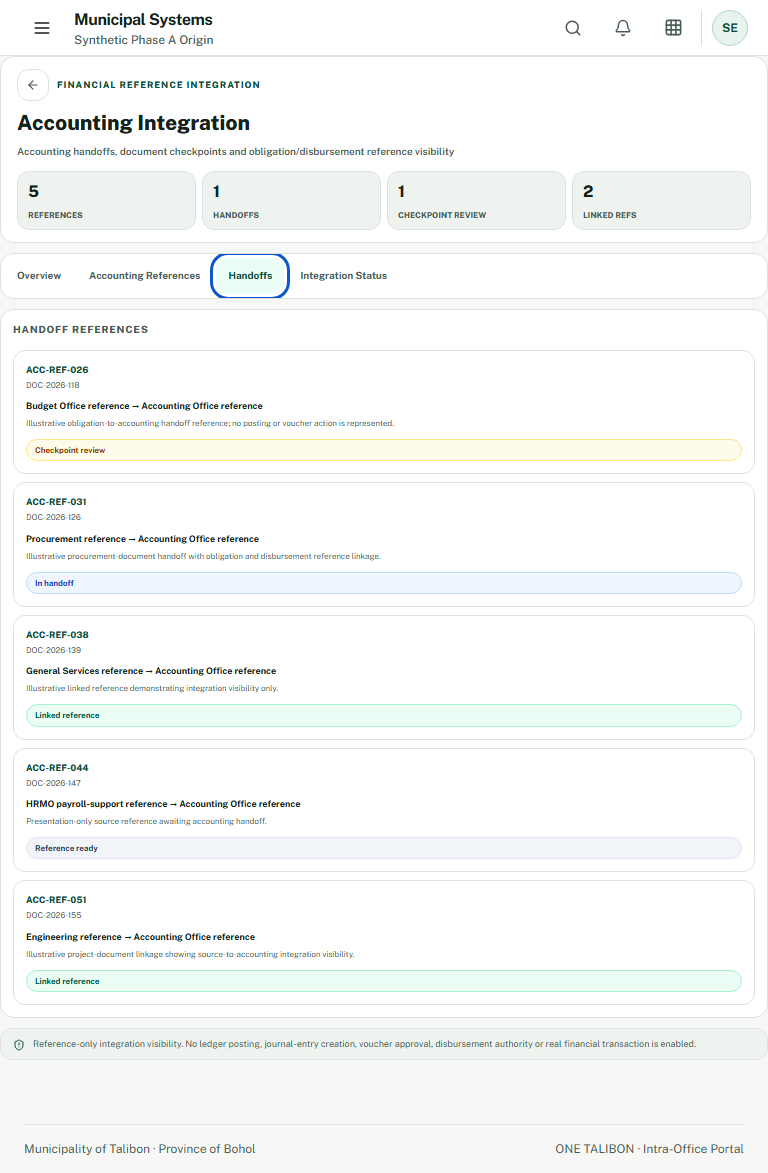 Municipal Systems
Synthetic Phase A Origin
SE
FINANCIAL REFERENCE INTEGRATION
Accounting Integration
Accounting handoffs, document checkpoints and obligation/disbursement reference visibility
5
REFERENCES
1
HANDOFFS
1
CHECKPOINT REVIEW
2
LINKED REFS
Overview
Accounting References
Handoffs
Integration Status
HANDOFF REFERENCES
ACC-REF-026
DOC-2026-118
Budget Office reference → Accounting Office reference
Illustrative obligation-to-accounting handoff reference; no posting or voucher action is represented.
Checkpoint review
ACC-REF-031
DOC-2026-126
Procurement reference → Accounting Office reference
Illustrative procurement-document handoff with obligation and disbursement reference linkage.
In handoff
ACC-REF-038
DOC-2026-139
General Services reference → Accounting Office reference
Illustrative linked reference demonstrating integration visibility only.
Linked reference
ACC-REF-044
DOC-2026-147
HRMO payroll-support reference → Accounting Office reference
Presentation-only source reference awaiting accounting handoff.
Reference ready
ACC-REF-051
DOC-2026-155
Engineering reference → Accounting Office reference
Illustrative project-document linkage showing source-to-accounting integration visibility.
Linked reference
Reference-only integration visibility. No ledger posting, journal-entry creation, voucher approval, disbursement authority or real financial transaction is enabled.
Municipality of Talibon · Province of Bohol
ONE TALIBON · Intra-Office Portal